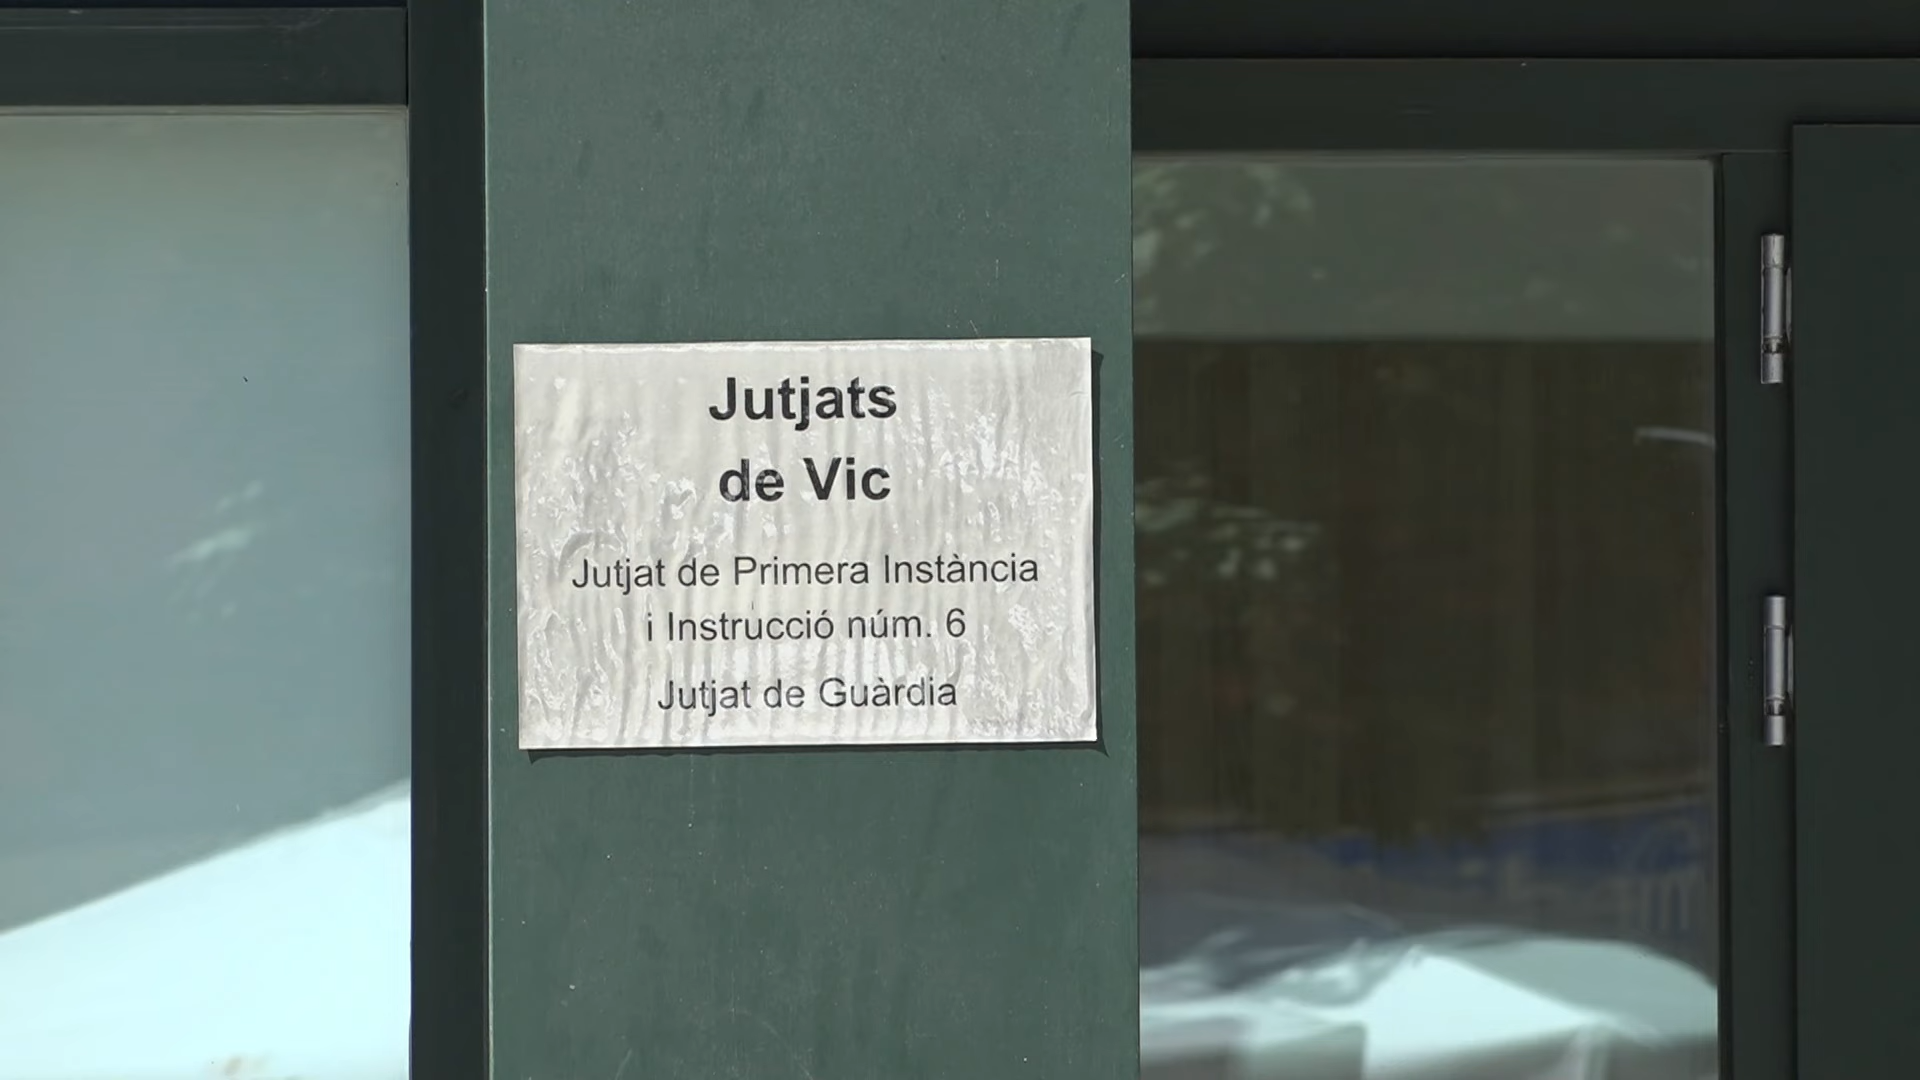 Jutjats
de Vic
Jutjat de Primera Instància
i Instrucció núm. 6
Jutjat de Guàrdia